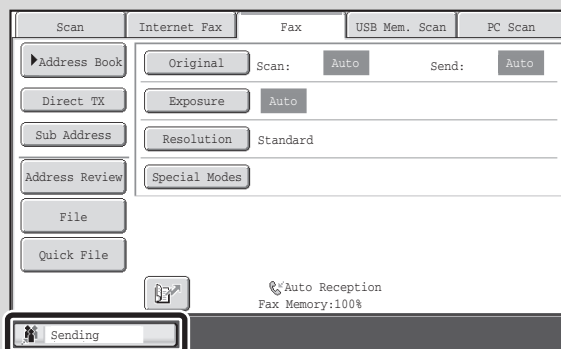 Scan Internet Fax Fax USB Mem. Scan PC Scan
Address Book Original Scan: Auto Send: Auto
Direct TX Exposure Auto
Sub Address Resolution Standard
Address Review Special Modes
File
Quick File
Auto Reception
Fax Memory:100%
Sending